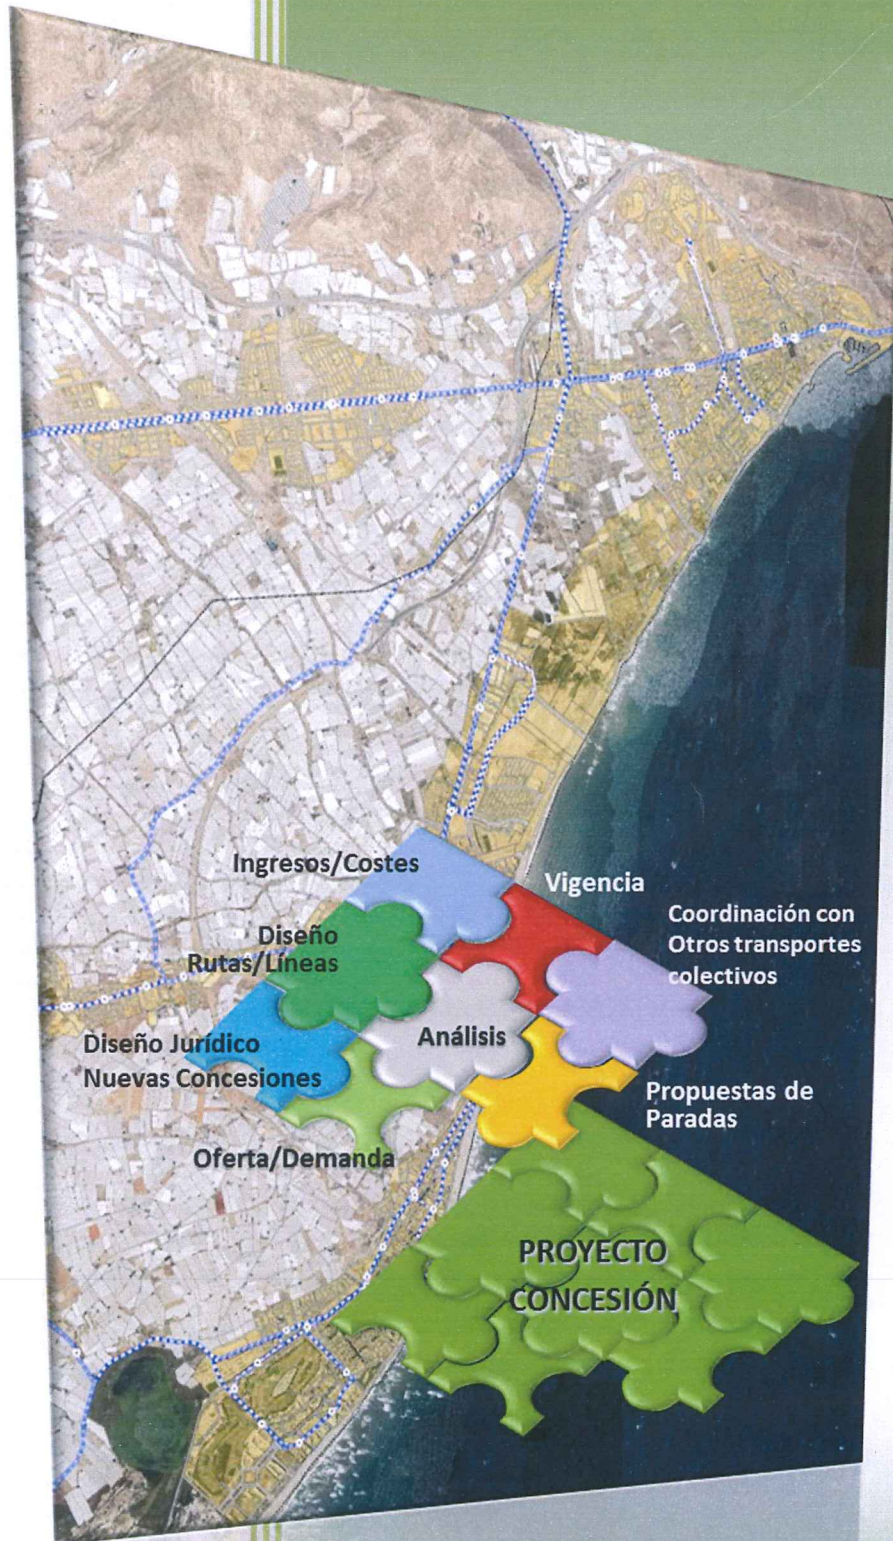 Ingresos/Costes
Vigencia
Coordinación con
Otros transportes
colectivos
Diseño
Rutas/Líneas
Análisis
Diseño Jurídico
Nuevas Concesiones
Propuestas de
Paradas
Oferta/Demanda
PROYECTO
CONCESIÓN